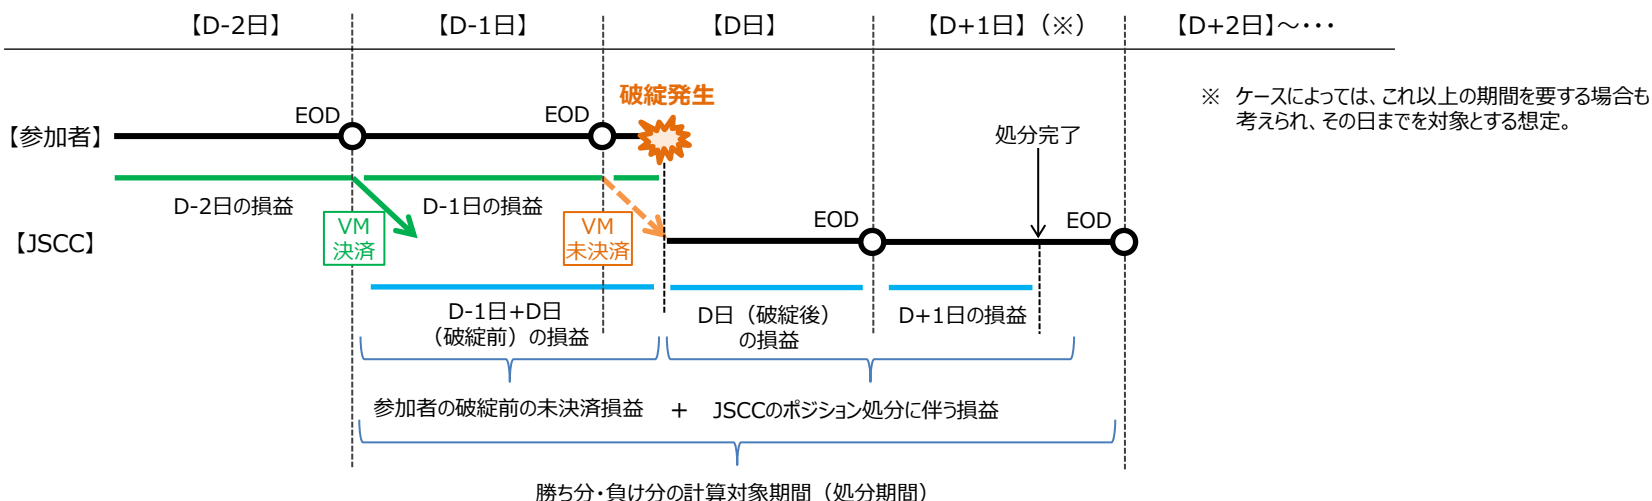 【D-2日】
【D-1日】
【D日】
【D+1日】（※）
【D+2日】～・・・
※ ケースによっては、これ以上の期間を要する場合も
考えられ、その日までを対象とする想定。
破綻発生
【参加者】
EOD
EOD
処分完了
D-2日の損益
D-1日の損益
【JSCC】
VM
決済
VM
未決済
EOD
EOD
D-1日+D日
（破綻前）の損益
D日（破綻後）
の損益
D+1日の損益
参加者の破綻前の未決済損益 + JSCCのポジション処分に伴う損益
勝ち分・負け分の計算対象期間（処分期間）